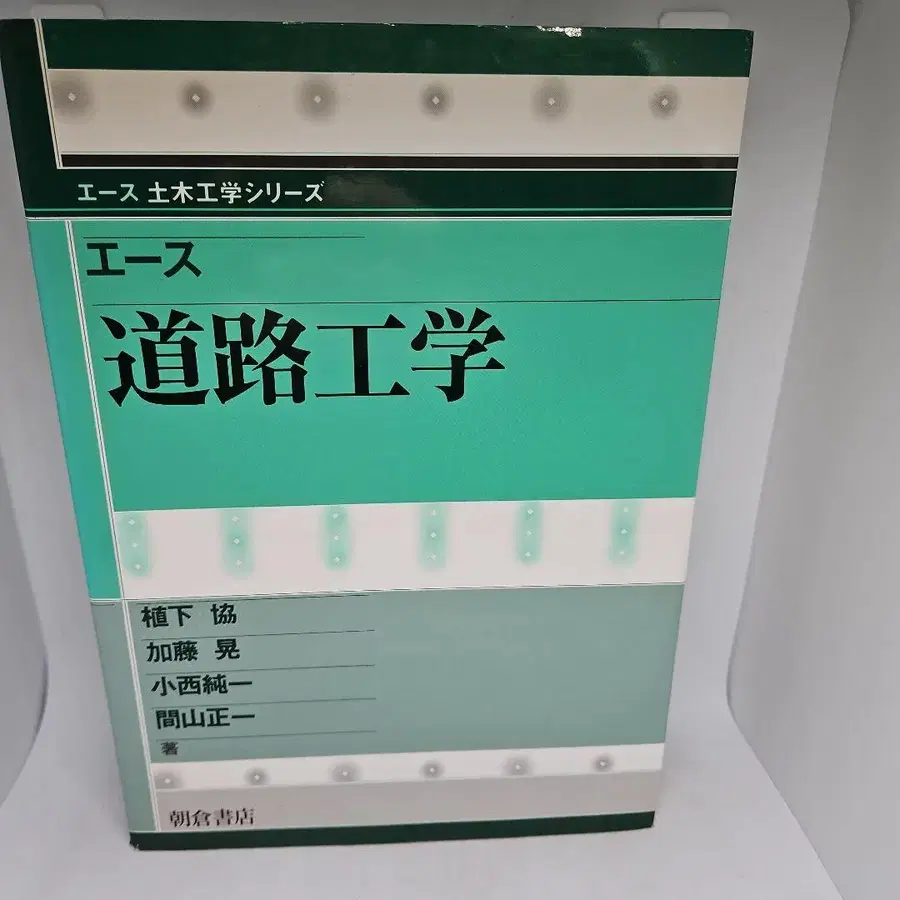 エース 土木工学シリーズ
エース
道路工学
植下 協
加藤 晃
小西純一
間山正一
著
朝倉書店